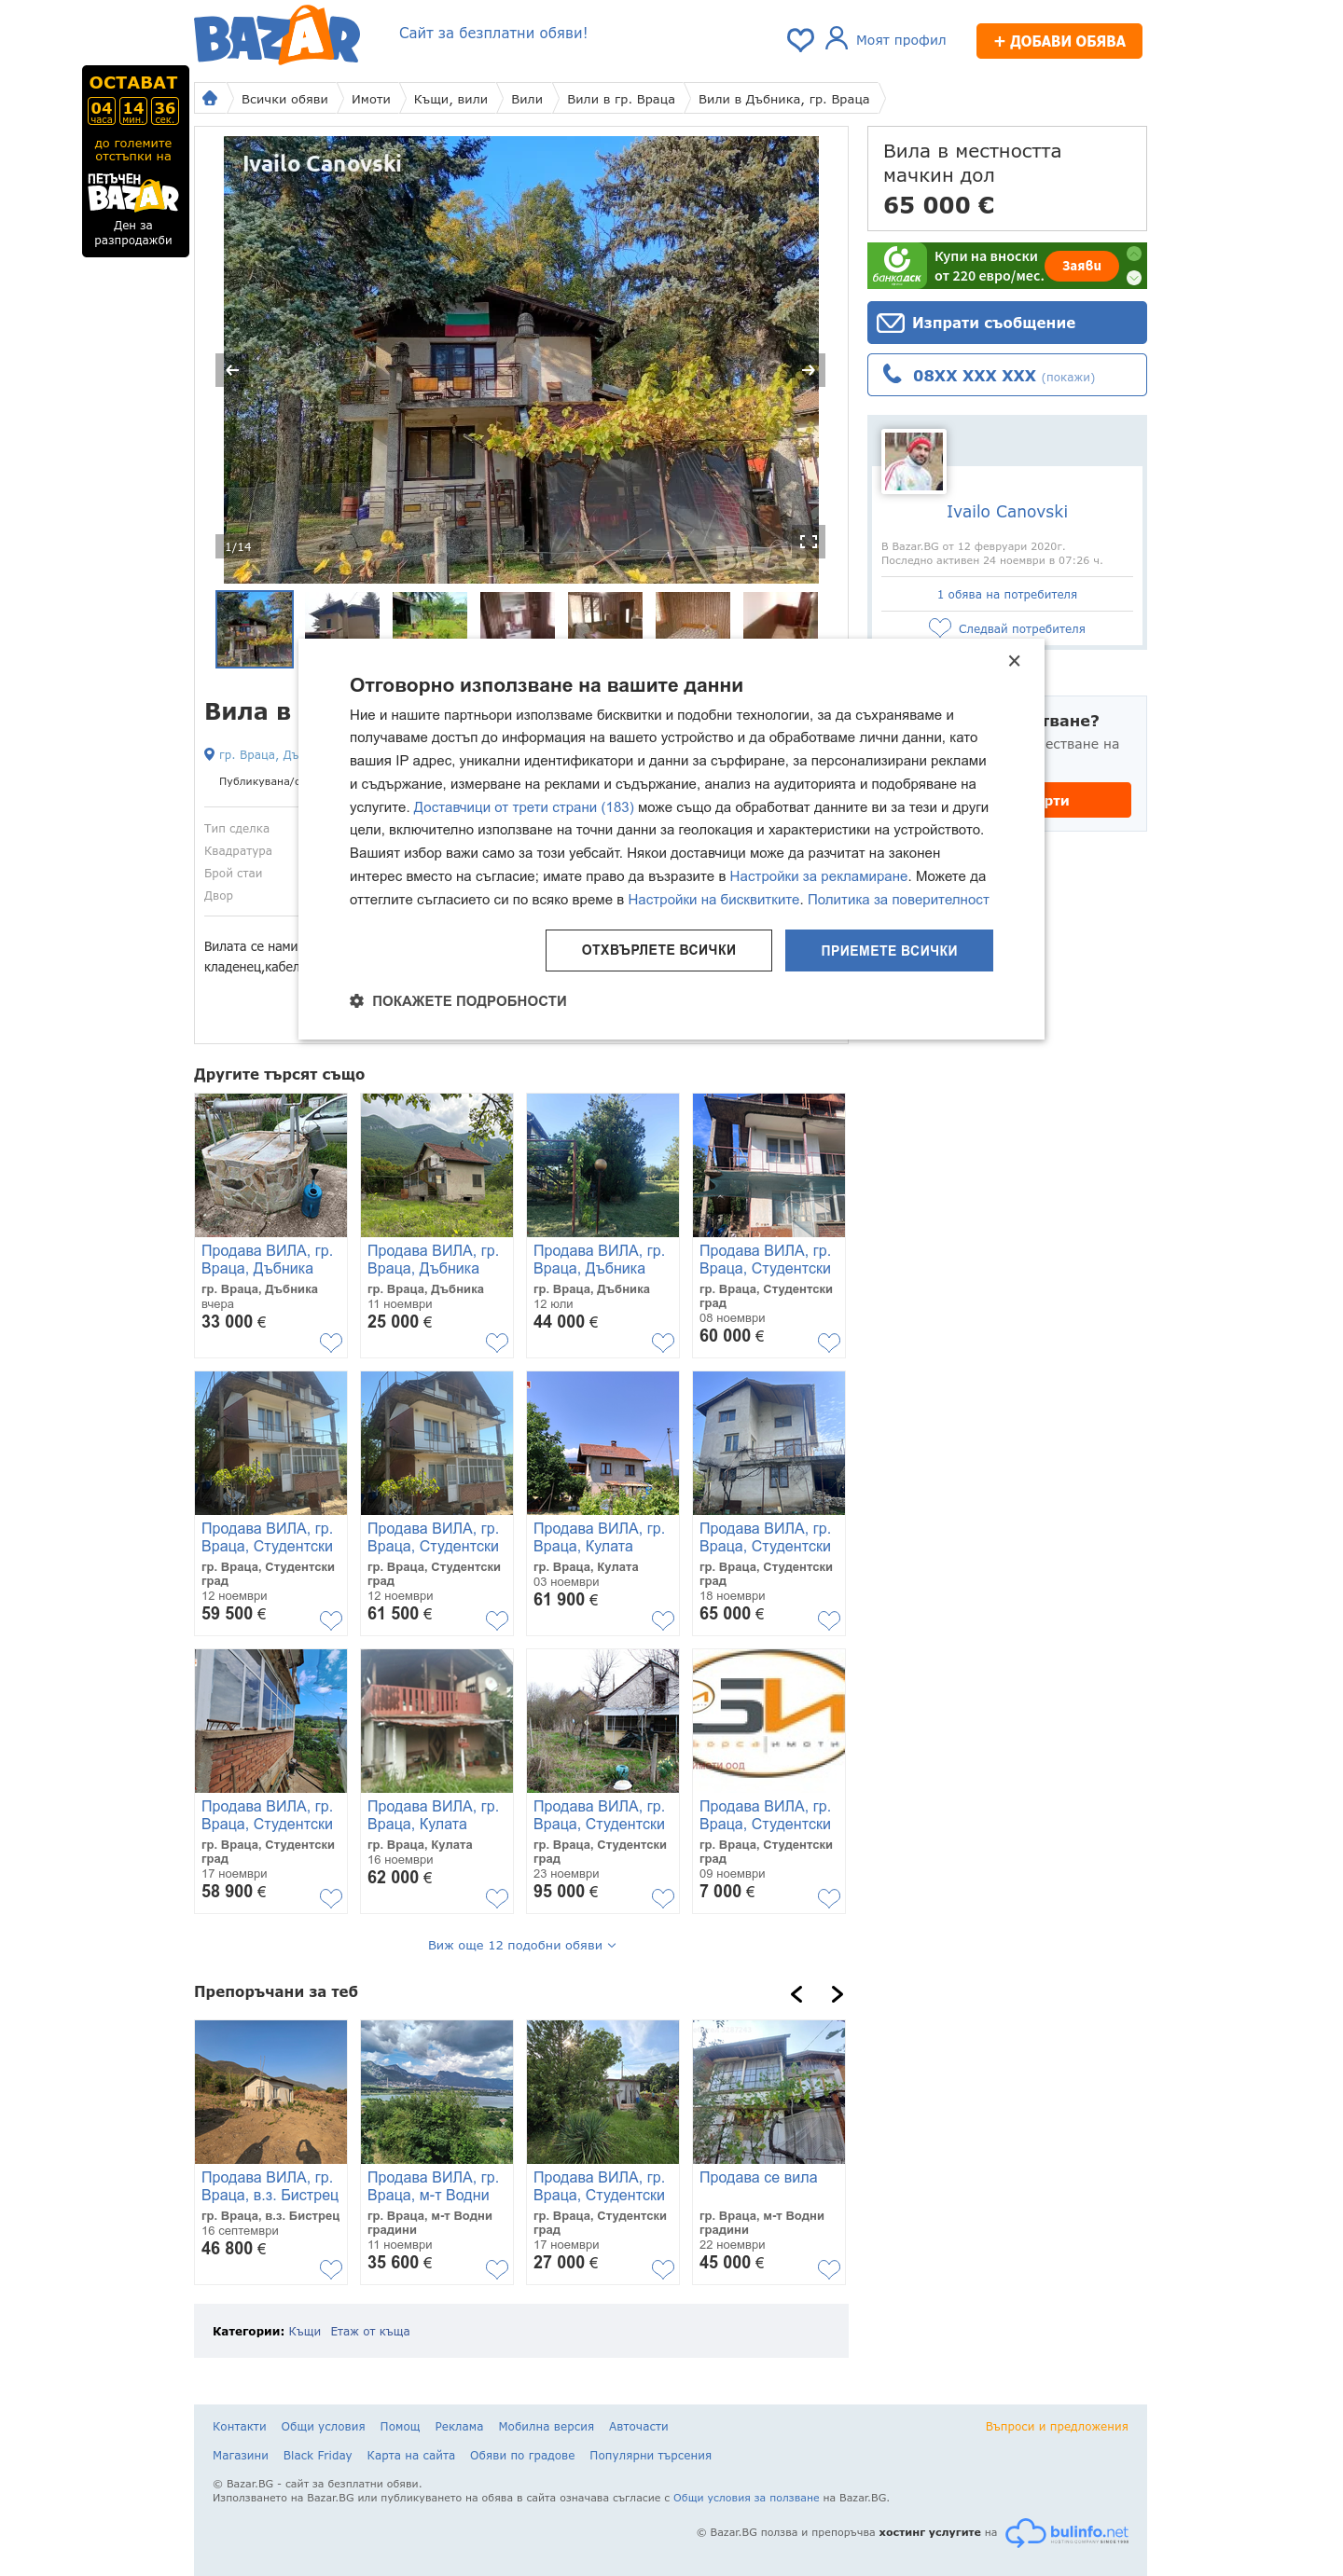 BAZAR
Сайт за безплатни обяви!
Моят профил
+ ДОБАВИ ОБЯВА
ОСТАВАТ
04 14 36
часа мин. сек.
до големите
отстъпки на
ПЕТЪЧЕН
BAZAR
Ден за
разпродажби
Всички обяви
Имоти
Къщи, вили
Вили
Вили в гр. Враца
Вили в Дъбника, гр. Враца
Ivailo Canovski
1/14
Вила в местността
мачкин дол
65 000 €
банкаДСК
Купи на вноски
от 220 евро/мес.
Заяви
Изпрати съобщение
08XX XXX XXX (покажи)
Ivailo Canovski
В Bazar.BG от 12 февруари 2020г.
Последно активен 24 ноември в 07:26 ч.
1 обява на потребителя
Следвай потребителя
Вила в
гр. Враца, Дъ
Публикувана/
Тип сделка
Квадратура
Брой стаи
Двор
Вилата се нами
кладенец,кабел
×
Отговорно използване на вашите данни
Ние и нашите партньори използваме бисквитки и подобни технологии, за да съхраняваме и
получаваме достъп до информация на вашето устройство и да обработваме лични данни, като
вашия IP адрес, уникални идентификатори и данни за сърфиране, за персонализирани реклами
и съдържание, измерване на реклами и съдържание, анализ на аудиторията и подобряване на
услугите. Доставчици от трети страни (183) може също да обработват данните ви за тези и други
цели, включително използване на точни данни за геолокация и характеристики на устройството.
Вашият избор важи само за този уебсайт. Някои доставчици може да разчитат на законен
интерес вместо на съгласие; имате право да възразите в Настройки за рекламиране. Можете да
оттеглите съгласието си по всяко време в Настройки на бисквитките. Политика за поверителност
ОТХВЪРЛЕТЕ ВСИЧКИ
ПРИЕМЕТЕ ВСИЧКИ
ПОКАЖЕТЕ ПОДРОБНОСТИ
тване?
естване на
рти
Другите търсят също
Продава ВИЛА, гр.
Враца, Дъбника
гр. Враца, Дъбника
вчера
33 000 €
Продава ВИЛА, гр.
Враца, Дъбника
гр. Враца, Дъбника
11 ноември
25 000 €
Продава ВИЛА, гр.
Враца, Дъбника
гр. Враца, Дъбника
12 юли
44 000 €
Продава ВИЛА, гр.
Враца, Студентски
гр. Враца, Студентски
град
08 ноември
60 000 €
Продава ВИЛА, гр.
Враца, Студентски
гр. Враца, Студентски
град
12 ноември
59 500 €
Продава ВИЛА, гр.
Враца, Студентски
гр. Враца, Студентски
град
12 ноември
61 500 €
Продава ВИЛА, гр.
Враца, Кулата
гр. Враца, Кулата
03 ноември
61 900 €
Продава ВИЛА, гр.
Враца, Студентски
гр. Враца, Студентски
град
18 ноември
65 000 €
Продава ВИЛА, гр.
Враца, Студентски
гр. Враца, Студентски
град
17 ноември
58 900 €
Продава ВИЛА, гр.
Враца, Кулата
гр. Враца, Кулата
16 ноември
62 000 €
Продава ВИЛА, гр.
Враца, Студентски
гр. Враца, Студентски
град
23 ноември
95 000 €
Продава ВИЛА, гр.
Враца, Студентски
гр. Враца, Студентски
град
09 ноември
7 000 €
Виж още 12 подобни обяви
Препоръчани за теб
Продава ВИЛА, гр.
Враца, в.з. Бистрец
гр. Враца, в.з. Бистрец
16 септември
46 800 €
Продава ВИЛА, гр.
Враца, м-т Водни
гр. Враца, м-т Водни
градини
11 ноември
35 600 €
Продава ВИЛА, гр.
Враца, Студентски
гр. Враца, Студентски
град
17 ноември
27 000 €
Продава се вила
гр. Враца, м-т Водни
градини
22 ноември
45 000 €
Категории: Къщи Етаж от къща
Контакти Общи условия Помощ Реклама Мобилна версия Авточасти
Въпроси и предложения
Магазини Black Friday Карта на сайта Обяви по градове Популярни търсения
© Bazar.BG - сайт за безплатни обяви.
Използването на Bazar.BG или публикуването на обява в сайта означава съгласие с Общи условия за ползване на Bazar.BG.
© Bazar.BG ползва и препоръчва хостинг услугите на
bulinfo.net